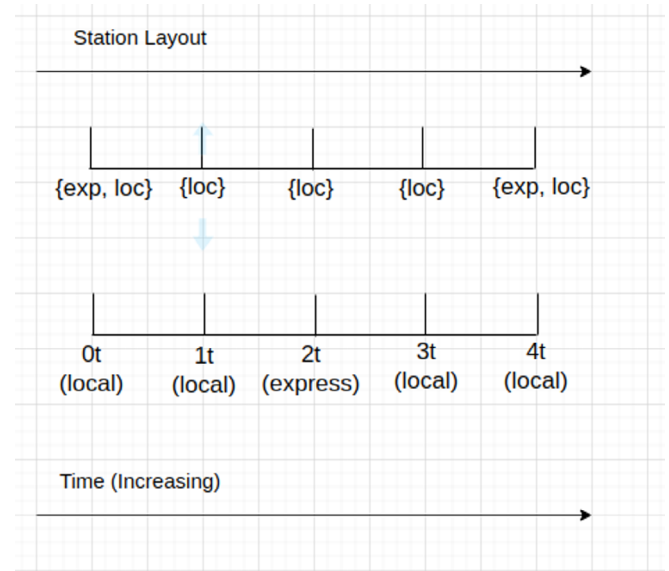 Station Layout
{exp, loc} {loc} {loc} {loc} {exp, loc}
0t 1t 2t 3t 4t
(local) (local) (express) (local) (local)
Time (Increasing)